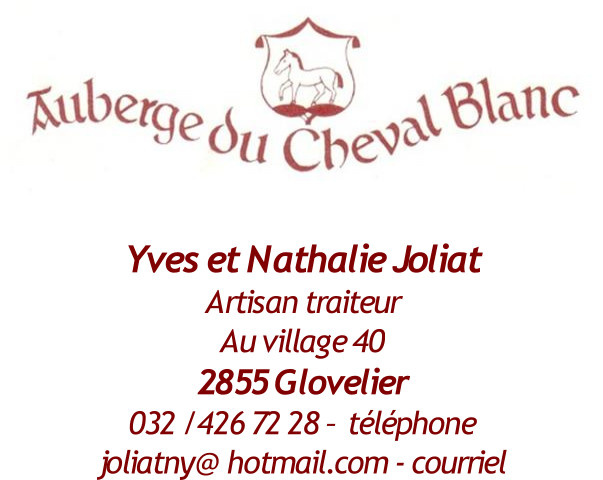 Auberge du Cheval Blanc
Yves et Nathalie Joliat
Artisan traiteur
Au village 40
2855 Glovelier
032 / 426 72 28 – téléphone
joliatny@ hotmail.com - courriel